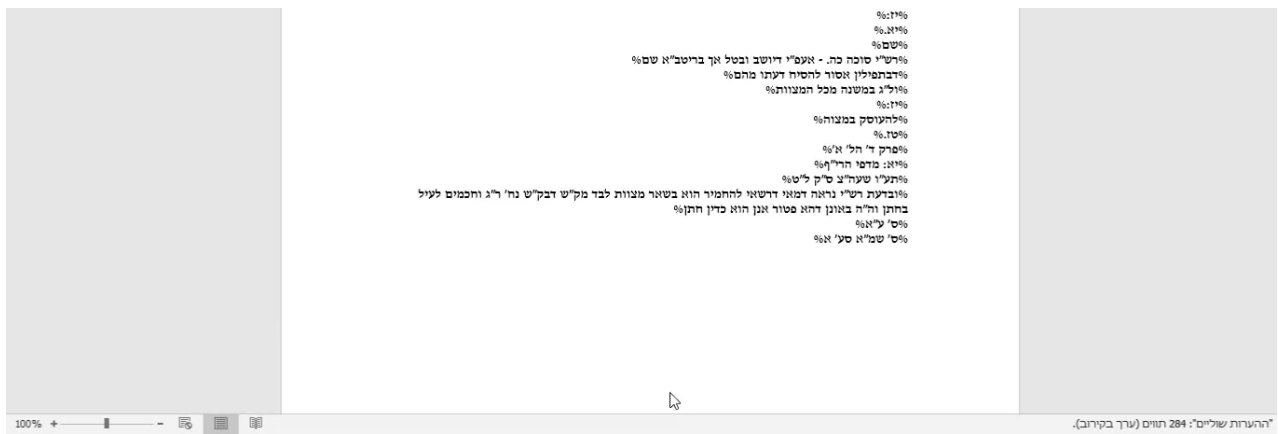 %יז:%
%יא.%
%שם%
%רש"י סוכה כה. - אעפ"י דיושב ובטל אך בריטב"א שם%
%דבתפילין אסור להסיח דעתו מהם%
%ול"ג במשנה מכל המצוות%
%יז:%
%להעוסק במצוה%
%טז.%
%פרק ד' הל' א'%
%יא: מדפי הרי"ף%
%תע"ו שעה"צ ס"ק ל"ט%
%ובדעת רש"י נראה דמאי דרשאי להחמיר הוא בשאר מצוות לבד מק"ש דבק"ש נח' ר"ג וחכמים לעיל
בחתן וה"ה באונן דהא פטור אנן הוא כדין חתן%
%ס' ע"א%
%ס' שמ"א סע' א%
"ההערות שוליים": 284 תווים (ערך בקירוב).
100%